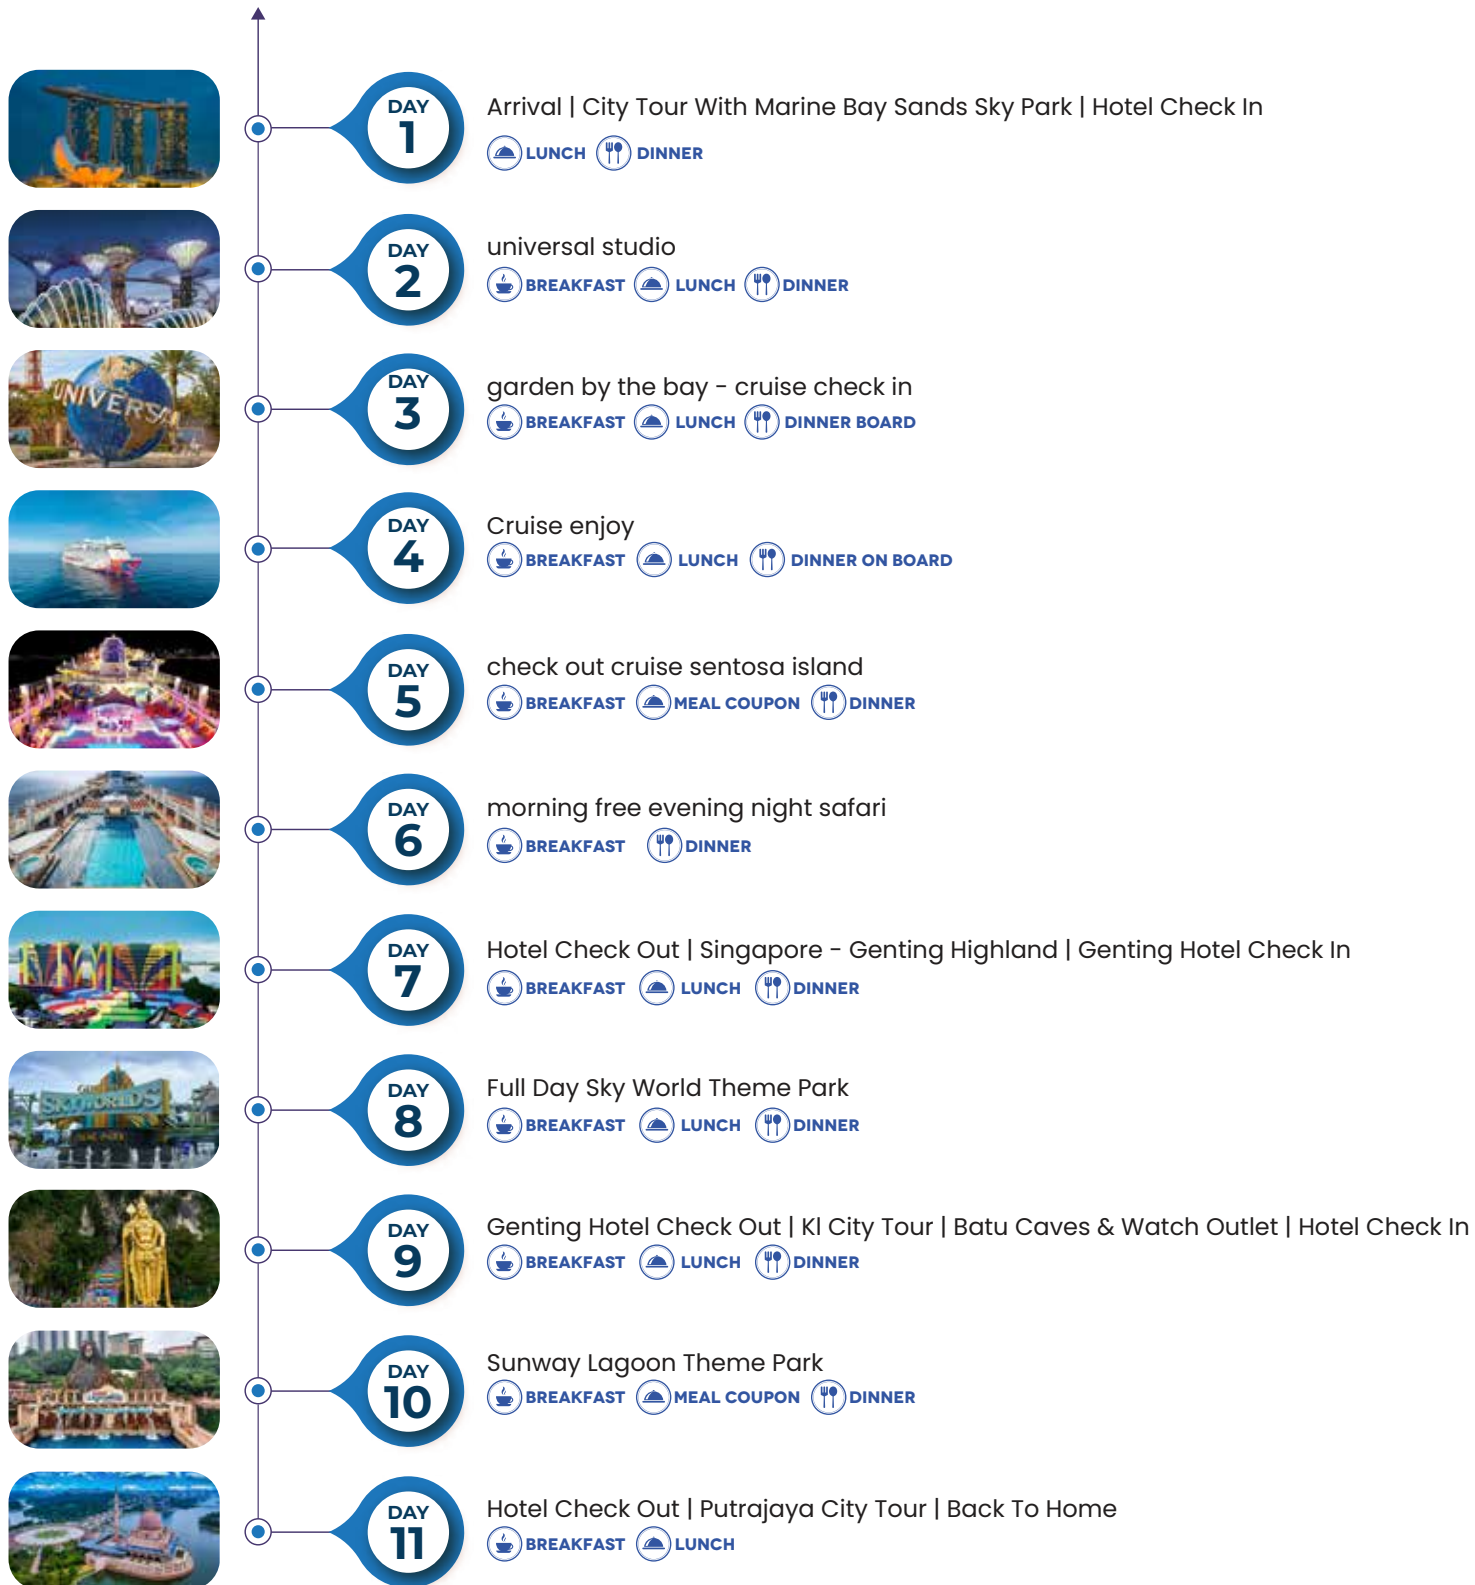 DAY
1
Arrival | City Tour With Marine Bay Sands Sky Park | Hotel Check In
LUNCH DINNER
DAY
2
universal studio
BREAKFAST LUNCH DINNER
UNIVERSAL
DAY
3
garden by the bay - cruise check in
BREAKFAST LUNCH DINNER BOARD
DAY
4
Cruise enjoy
BREAKFAST LUNCH DINNER ON BOARD
DAY
5
check out cruise sentosa island
BREAKFAST MEAL COUPON DINNER
DAY
6
morning free evening night safari
BREAKFAST DINNER
DAY
7
Hotel Check Out | Singapore - Genting Highland | Genting Hotel Check In
BREAKFAST LUNCH DINNER
SKYWORLDS
DAY
8
Full Day Sky World Theme Park
BREAKFAST LUNCH DINNER
DAY
9
Genting Hotel Check Out | Kl City Tour | Batu Caves & Watch Outlet | Hotel Check In
BREAKFAST LUNCH DINNER
DAY
10
Sunway Lagoon Theme Park
BREAKFAST MEAL COUPON DINNER
DAY
11
Hotel Check Out | Putrajaya City Tour | Back To Home
BREAKFAST LUNCH